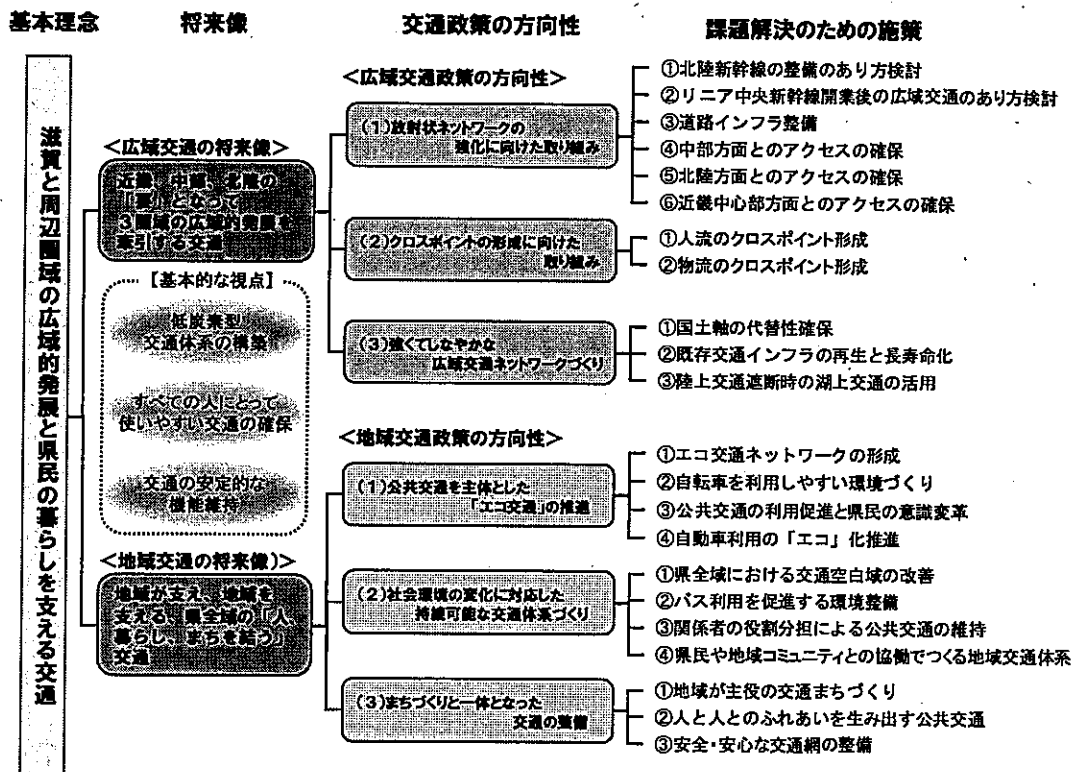 基本理念
将来像
交通政策の方向性
課題解決のための施策
滋賀と周辺圏域の広域的発展と県民の暮らしを支える交通
<広域交通の将来像>
近畿、中部、北陸の
「要」となって
3圏域の広域的発展を
牽引する交通
【基本的な視点】
低炭素型
交通体系の構築
すべての人にとって
使いやすい交通の確保
交通の安定的な
機能維持
<地域交通の将来像)>
地域が支え、地域を
支える、県全域の「人、
暮らし、まちを結う」
交通
<広域交通政策の方向性>
(1)放射状ネットワークの
強化に向けた取り組み
①北陸新幹線の整備のあり方検討
②リニア中央新幹線開業後の広域交通のあり方検討
③道路インフラ整備
④中部方面とのアクセスの確保
⑤北陸方面とのアクセスの確保
⑥近畿中心部方面とのアクセスの確保
(2)クロスポイントの形成に向けた
取り組み
①人流のクロスポイント形成
②物流のクロスポイント形成
(3)強くてしなやかな
広域交通ネットワークづくり
①国土軸の代替性確保
②既存交通インフラの再生と長寿命化
③陸上交通遮断時の湖上交通の活用
<地域交通政策の方向性>
(1)公共交通を主体とした
「エコ交通」の推進
①エコ交通ネットワークの形成
②自転車を利用しやすい環境づくり
③公共交通の利用促進と県民の意識変革
④自動車利用の「エコ」化推進
(2)社会環境の変化に対応した
持続可能な交通体系づくり
①県全域における交通空白域の改善
②バス利用を促進する環境整備
③関係者の役割分担による公共交通の維持
④県民や地域コミュニティとの協働でつくる地域交通体系
(3)まちづくりと一体となった
交通の整備
①地域が主役の交通まちづくり
②人と人とのふれあいを生み出す公共交通
③安全・安心な交通網の整備